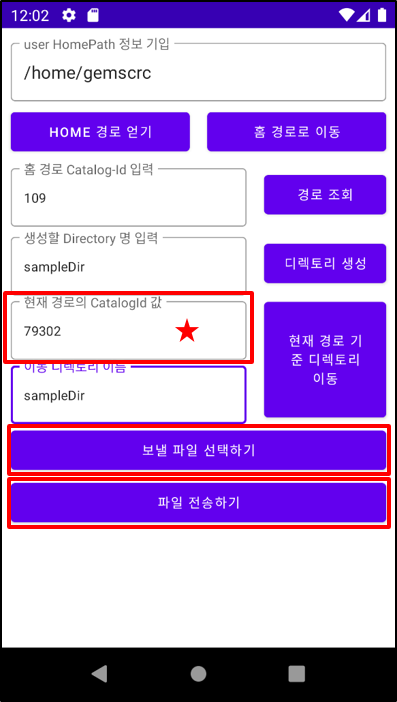 12:02
user HomePath 정보 기입
/home/gemscrc
HOME 경로 얻기
홈 경로로 이동
홈 경로 Catalog-Id 입력
109
경로 조회
생성할 Directory 명 입력
sampleDir
디렉토리 생성
현재 경로의 CatalogId 값
79302
현재 경로 기
준 디렉토리
이동
이동 디렉토리 이름
sampleDir
보낼 파일 선택하기
파일 전송하기